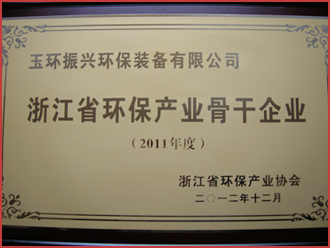 玉环振兴环保装备有限公司
浙江省环保产业骨干企业
（2011年度）
浙江省环保产业协会
二〇一二年十二月